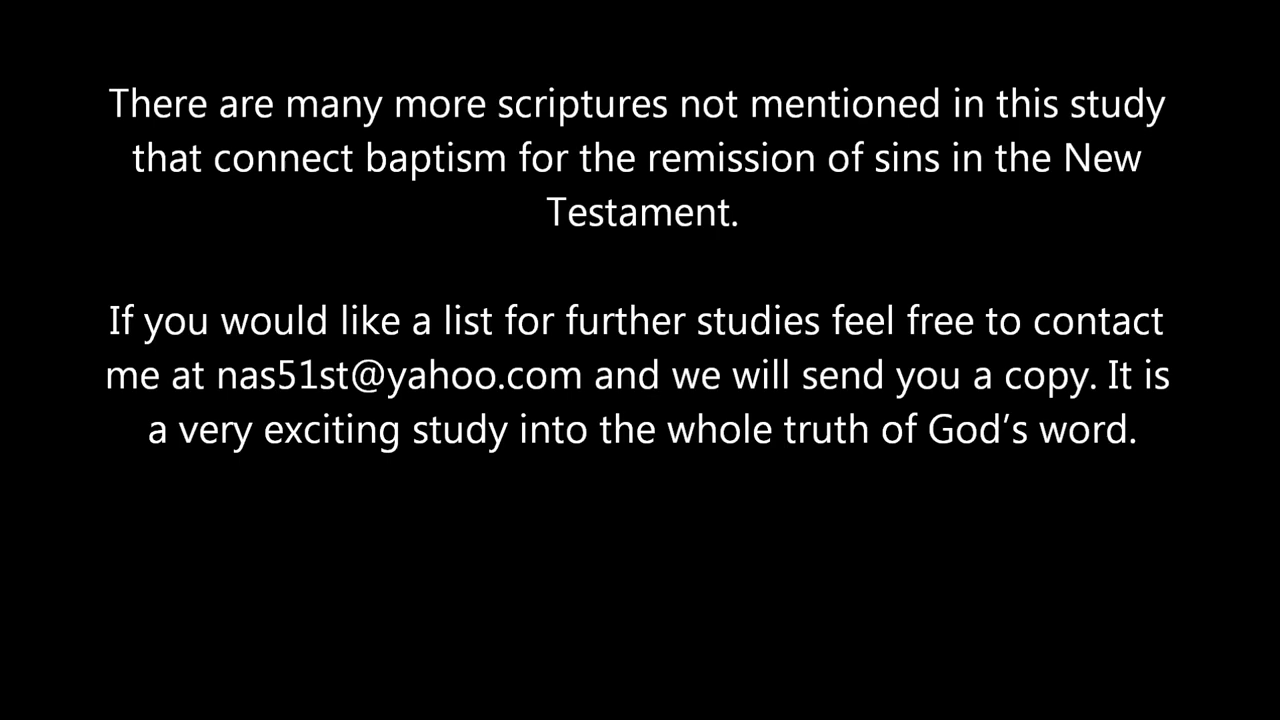 There are many more scriptures not mentioned in this study
that connect baptism for the remission of sins in the New
Testament.
If you would like a list for further studies feel free to contact
me at nas51st@yahoo.com and we will send you a copy. It is
a very exciting study into the whole truth of God’s word.